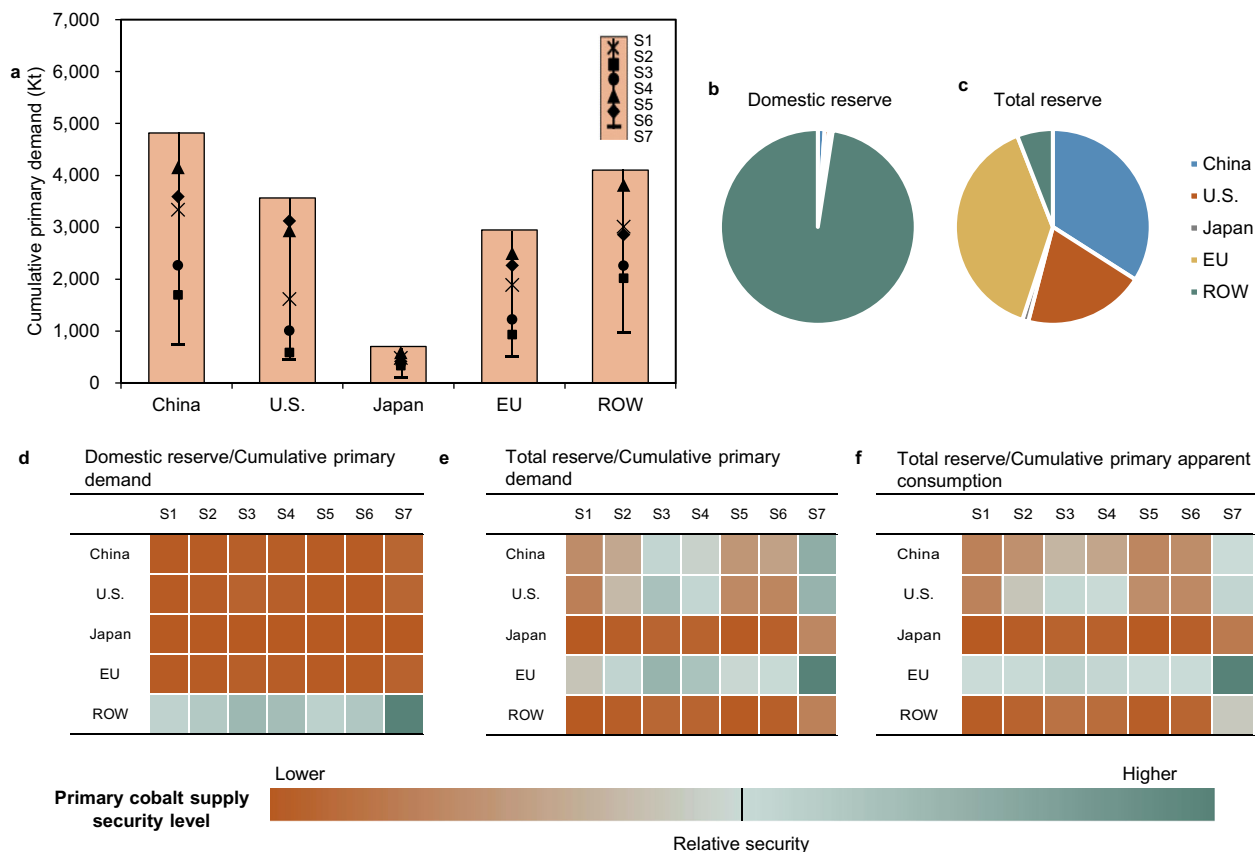 a
Cumulative primary demand (Kt)
7,000
6,000
5,000
4,000
3,000
2,000
1,000
0
China
U.S.
Japan
EU
ROW
S1
S2
S3
S4
S5
S6
S7
b
Domestic reserve
c
Total reserve
China
U.S.
Japan
EU
ROW
d
Domestic reserve/Cumulative primary
demand
S1 S2 S3 S4 S5 S6 S7
China
U.S.
Japan
EU
ROW
e
Total reserve/Cumulative primary
demand
S1 S2 S3 S4 S5 S6 S7
China
U.S.
Japan
EU
ROW
f
Total reserve/Cumulative primary apparent
consumption
S1 S2 S3 S4 S5 S6 S7
China
U.S.
Japan
EU
ROW
Lower
Higher
Primary cobalt supply
security level
Relative security